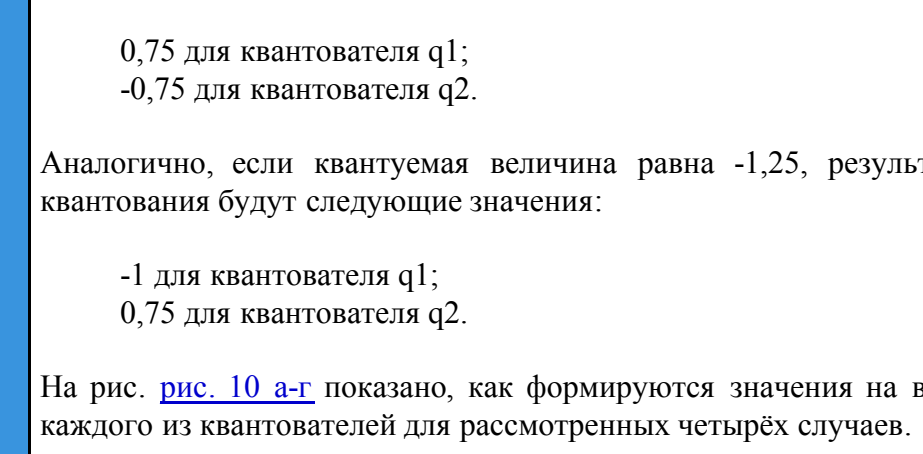 0,75 для квантователя q1;
-0,75 для квантователя q2.
Аналогично, если квантуемая величина равна -1,25,
квантования будут следующие значения:
-1 для квантователя q1;
0,75 для квантователя q2.
На рис. рис. 10 а-г показано, как формируются значения на
каждого из квантователей для рассмотренных четырёх случаев.